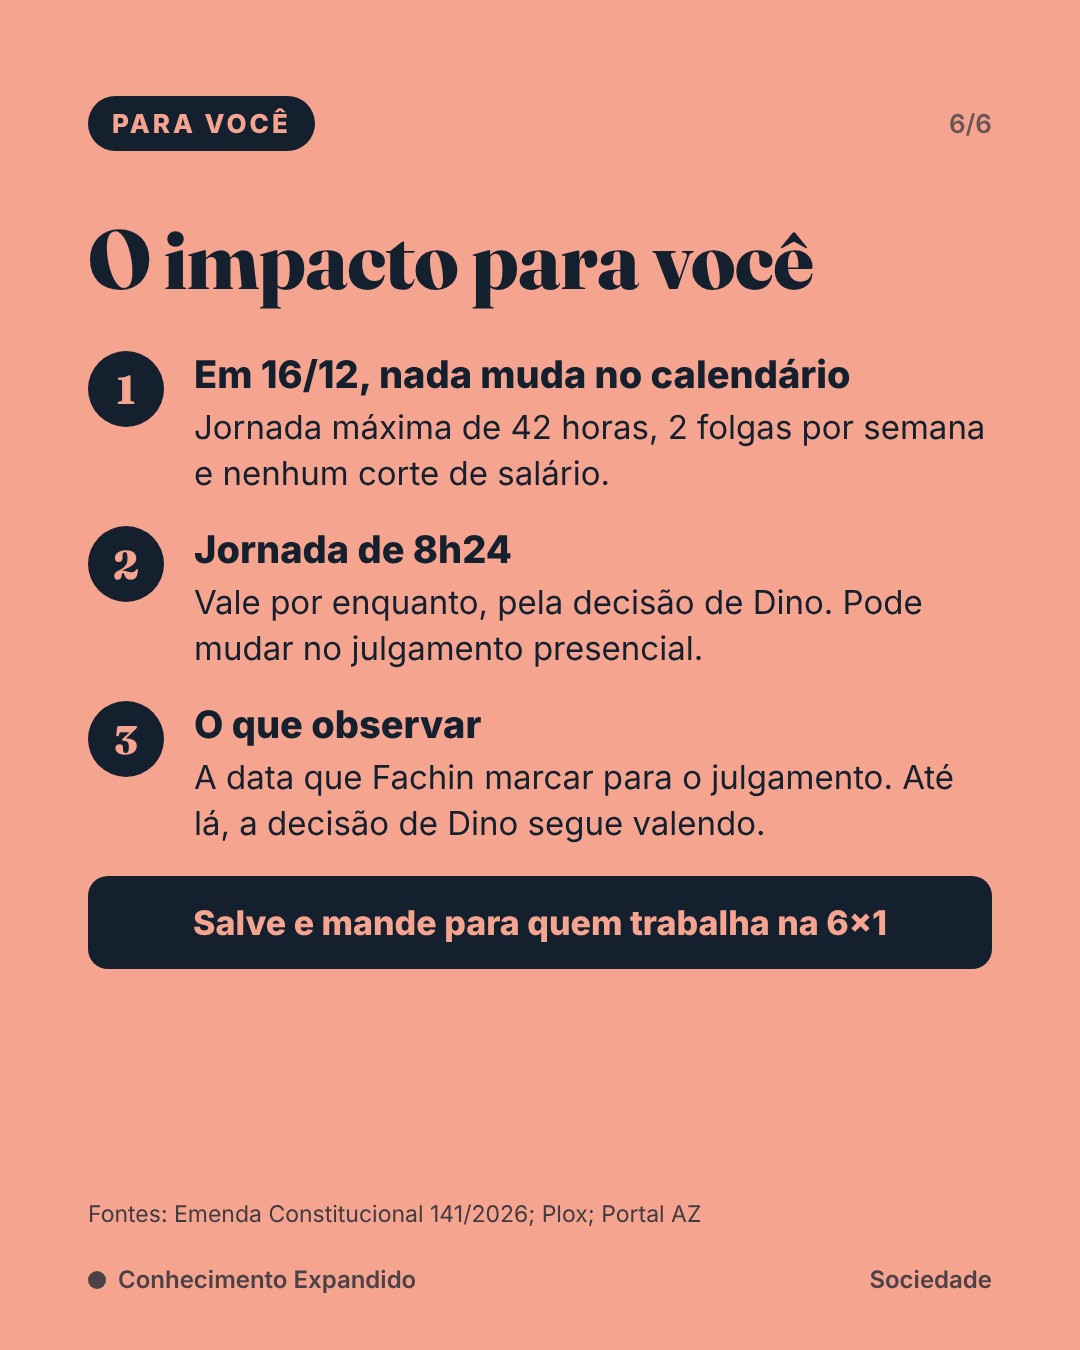 PARA VOCÊ
6/6
O impacto para você
1
Em 16/12, nada muda no calendário
Jornada máxima de 42 horas, 2 folgas por semana
e nenhum corte de salário.
2
Jornada de 8h24
Vale por enquanto, pela decisão de Dino. Pode
mudar no julgamento presencial.
3
O que observar
A data que Fachin marcar para o julgamento. Até
lá, a decisão de Dino segue valendo.
Salve e mande para quem trabalha na 6×1
Fontes: Emenda Constitucional 141/2026; Plox; Portal AZ
Conhecimento Expandido
Sociedade